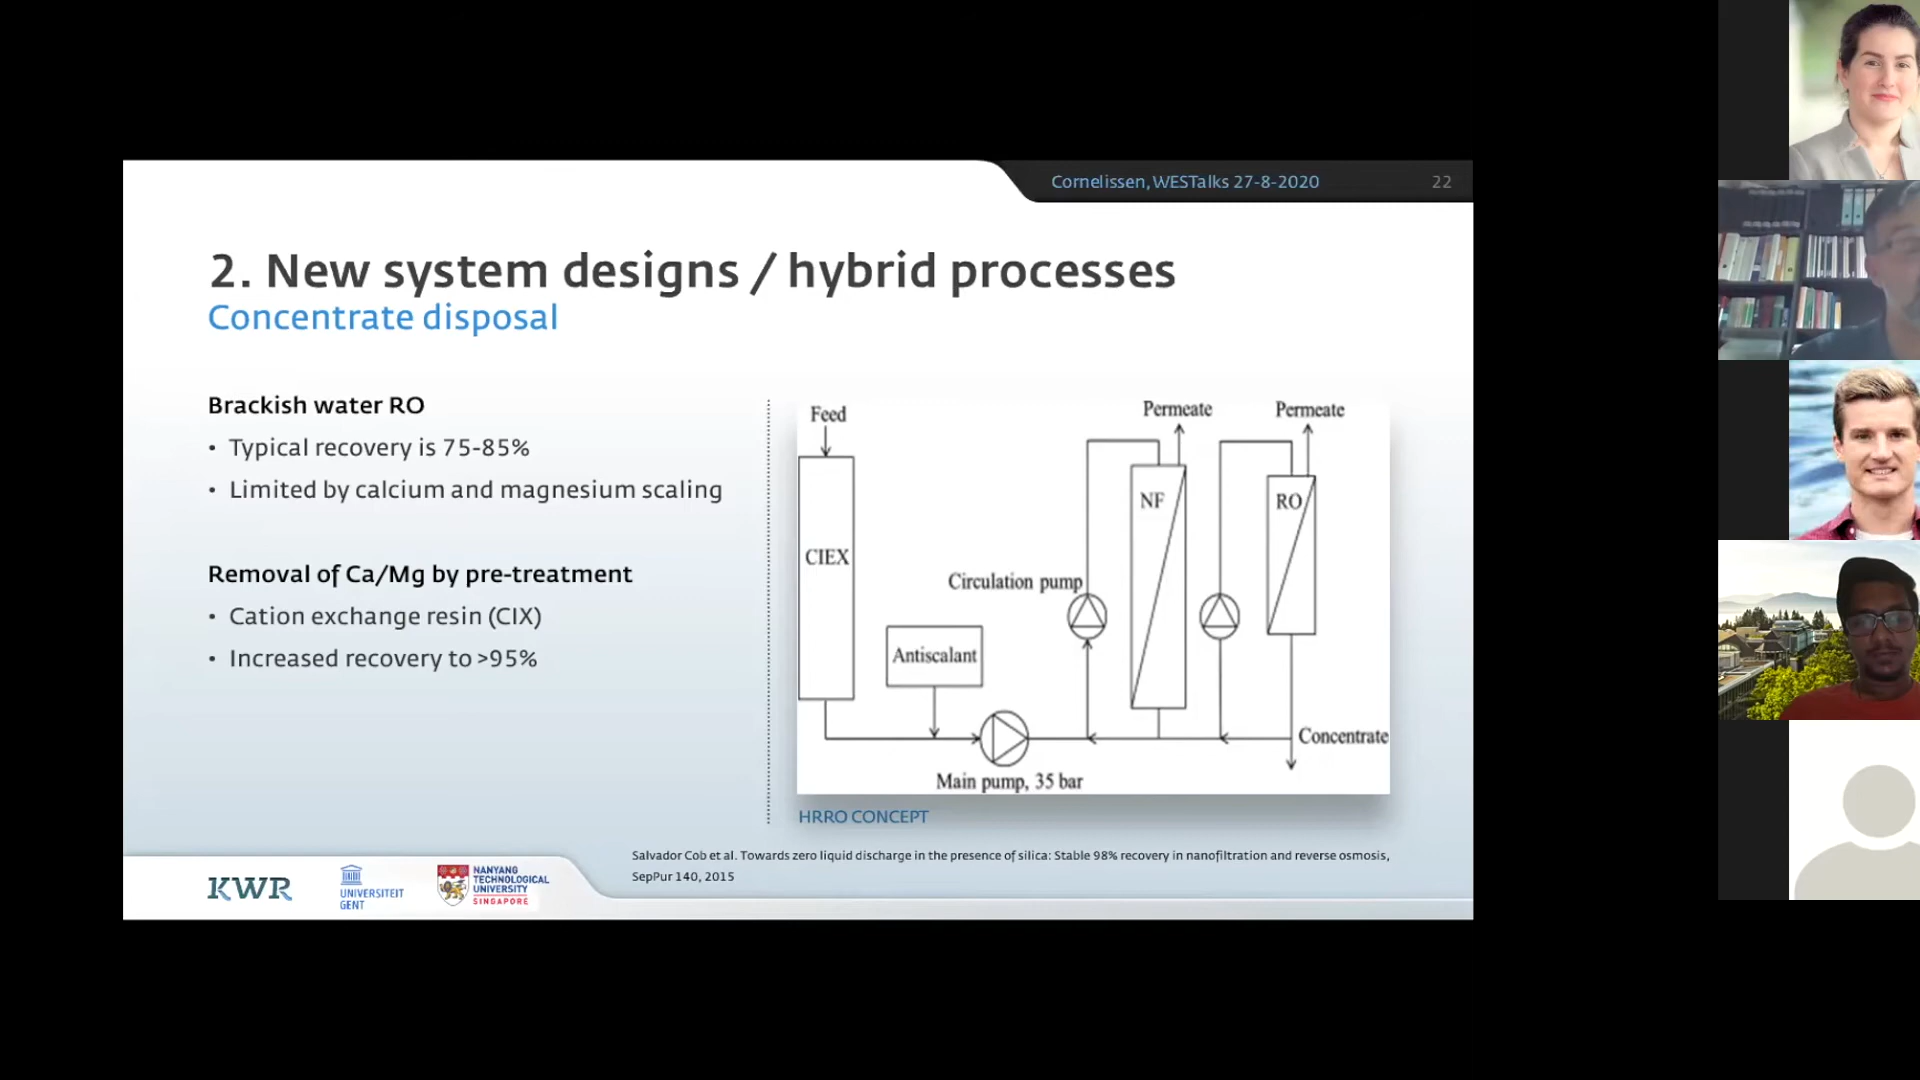 Cornelissen, WESTalks 27-8-2020
22
2. New system designs / hybrid processes
Concentrate disposal
Brackish water RO
• Typical recovery is 75-85%
• Limited by calcium and magnesium scaling
Removal of Ca/Mg by pre-treatment
• Cation exchange resin (CIX)
• Increased recovery to >95%
Feed
Permeate
Permeate
NF
RO
CIEX
Circulation pump
Antiscalant
Concentrate
Main pump, 35 bar
HRRO CONCEPT
Salvador Cob et al. Towards zero liquid discharge in the presence of silica: Stable 98% recovery in nanofiltration and reverse osmosis,
SepPur 140, 2015
KWR
UNIVERSITEIT
GENT
NANYANG
TECHNOLOGICAL
UNIVERSITY
SINGAPORE